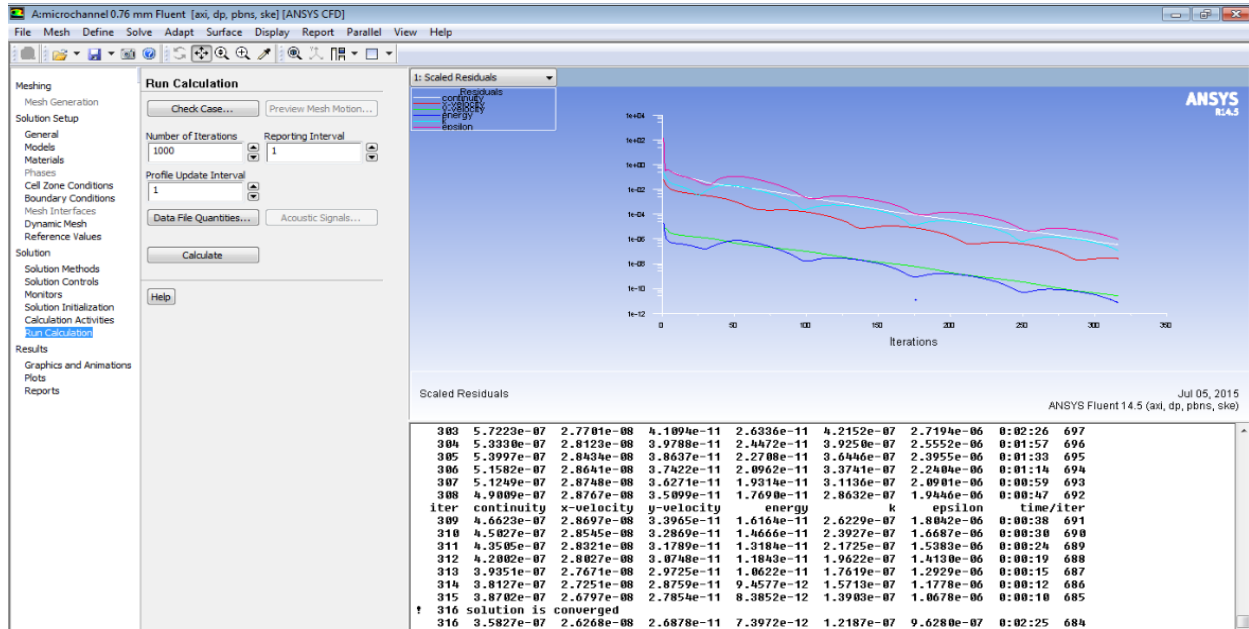 A:microchannel 0.76 mm Fluent [axi, dp, pbns, ske] [ANSYS CFD]
File Mesh Define Solve Adapt Surface Display Report Parallel View Help
Meshing
Mesh Generation
Solution Setup
General
Models
Materials
Phases
Cell Zone Conditions
Boundary Conditions
Mesh Interfaces
Dynamic Mesh
Reference Values
Solution
Solution Methods
Solution Controls
Monitors
Solution Initialization
Calculation Activities
Run Calculation
Results
Graphics and Animations
Plots
Reports
Run Calculation
Check Case... Preview Mesh Motion...
Number of Iterations Reporting Interval
1000 1
Profile Update Interval
1
Data File Quantities... Acoustic Signals...
Calculate
Help
1: Scaled Residuals
Residuals
continuity
x-velocity
y-velocity
energy
k
epsilon
ANSYS
R14.5
1e+04
1e+02
1e+00
1e-02
1e-04
1e-06
1e-08
1e-10
1e-12
0 50 100 150 200 250 300 350
Iterations
Scaled Residuals Jul 05, 2015
ANSYS Fluent 14.5 (axi, dp, pbns, ske)
303 5.7223e-07 2.7701e-08 4.1094e-11 2.6336e-11 4.2152e-07 2.7194e-06 0:02:26 697
304 5.3330e-07 2.8123e-08 3.9788e-11 2.4472e-11 3.9250e-07 2.5552e-06 0:01:57 696
305 5.3997e-07 2.8434e-08 3.8637e-11 2.2708e-11 3.6446e-07 2.3955e-06 0:01:33 695
306 5.1582e-07 2.8641e-08 3.7422e-11 2.0962e-11 3.3741e-07 2.2404e-06 0:01:14 694
307 5.1249e-07 2.8748e-08 3.6271e-11 1.9314e-11 3.1136e-07 2.0901e-06 0:00:59 693
308 4.9009e-07 2.8767e-08 3.5099e-11 1.7690e-11 2.8632e-07 1.9446e-06 0:00:47 692
iter continuity x-velocity y-velocity energy k epsilon time/iter
309 4.6623e-07 2.8697e-08 3.3965e-11 1.6164e-11 2.6229e-07 1.8042e-06 0:00:38 691
310 4.5027e-07 2.8545e-08 3.2869e-11 1.4666e-11 2.3927e-07 1.6687e-06 0:00:30 690
311 4.3505e-07 2.8321e-08 3.1789e-11 1.3184e-11 2.1725e-07 1.5383e-06 0:00:24 689
312 4.2002e-07 2.8027e-08 3.0748e-11 1.1843e-11 1.9622e-07 1.4130e-06 0:00:19 688
313 3.9351e-07 2.7671e-08 2.9725e-11 1.0622e-11 1.7619e-07 1.2929e-06 0:00:15 687
314 3.8127e-07 2.7251e-08 2.8759e-11 9.4577e-12 1.5713e-07 1.1778e-06 0:00:12 686
315 3.8702e-07 2.6797e-08 2.7854e-11 8.3852e-12 1.3903e-07 1.0678e-06 0:00:10 685
! 316 solution is converged
316 3.5827e-07 2.6268e-08 2.6878e-11 7.3972e-12 1.2187e-07 9.6280e-07 0:02:25 684